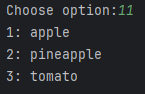 Choose option:11
1: apple
2: pineapple
3: tomato